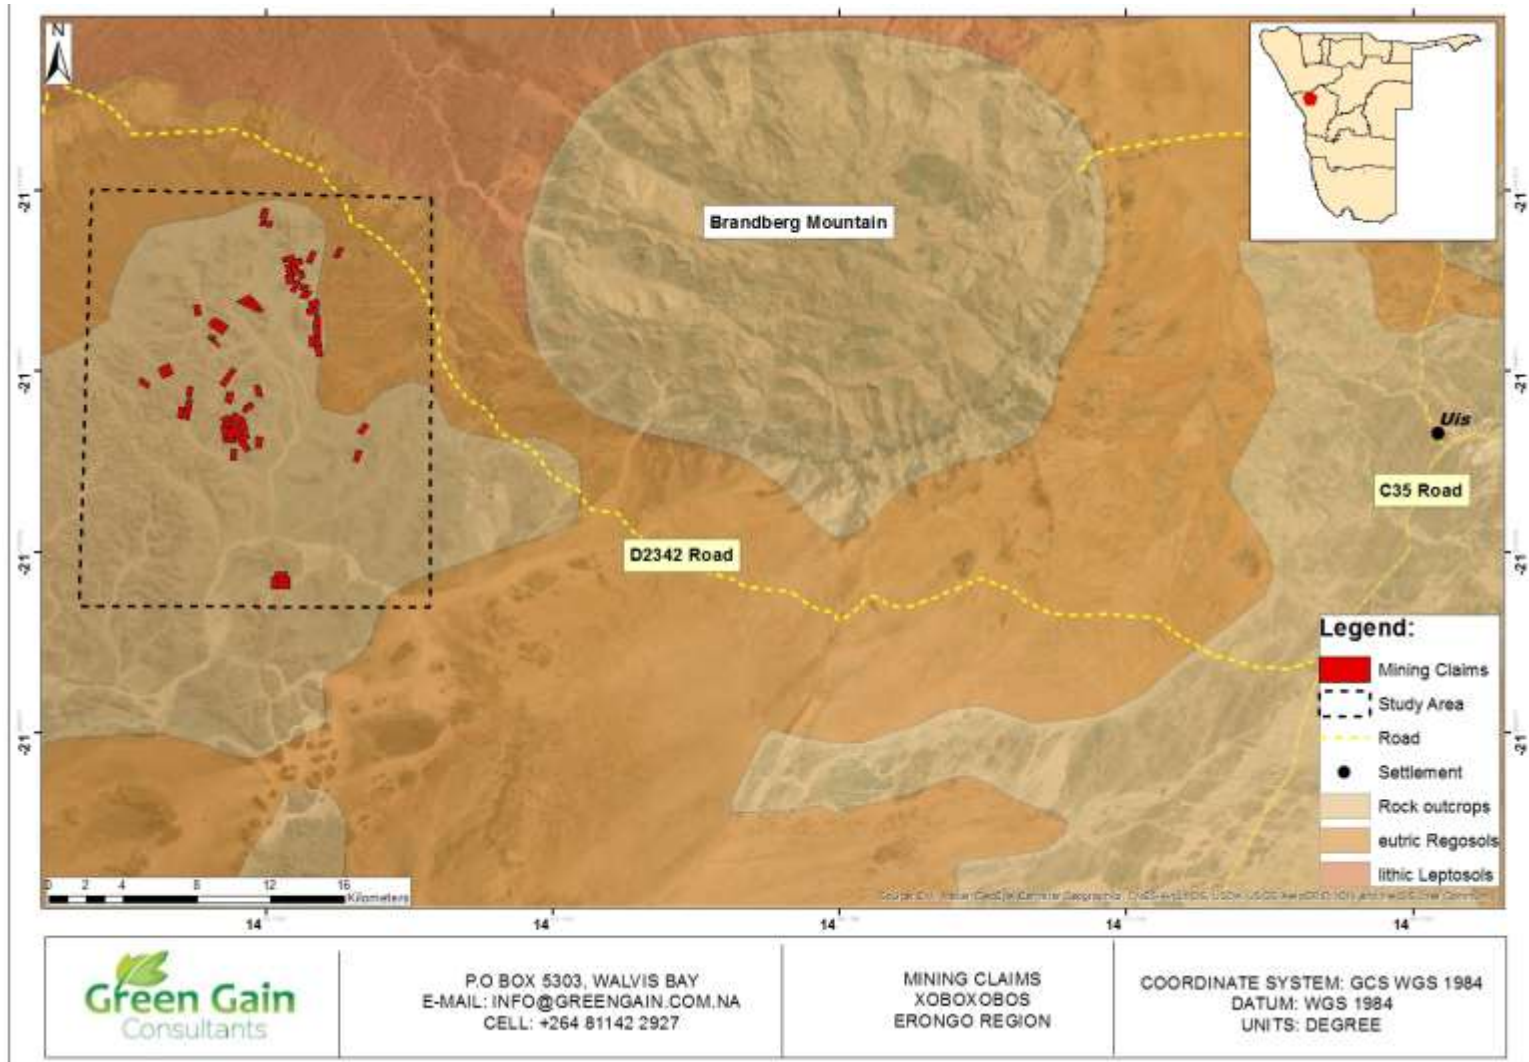 N
Brandberg Mountain
Uis
C35 Road
D2342 Road
Legend:
Mining Claims
Study Area
Road
Settlement
Rock outcrops
eutric Regosols
lithic Leptosols
0 2 4 8 12 16
Kilometers
-21
-21
-21
-21
-21
-21
-21
-21
14
14
14
14
14
Green Gain
Consultants
P.O BOX 5303, WALVIS BAY
E-MAIL: INFO@GREENGAIN.COM.NA
CELL: +264 81142 2927
MINING CLAIMS
XOBOXOBOS
ERONGO REGION
COORDINATE SYSTEM: GCS WGS 1984
DATUM: WGS 1984
UNITS: DEGREE